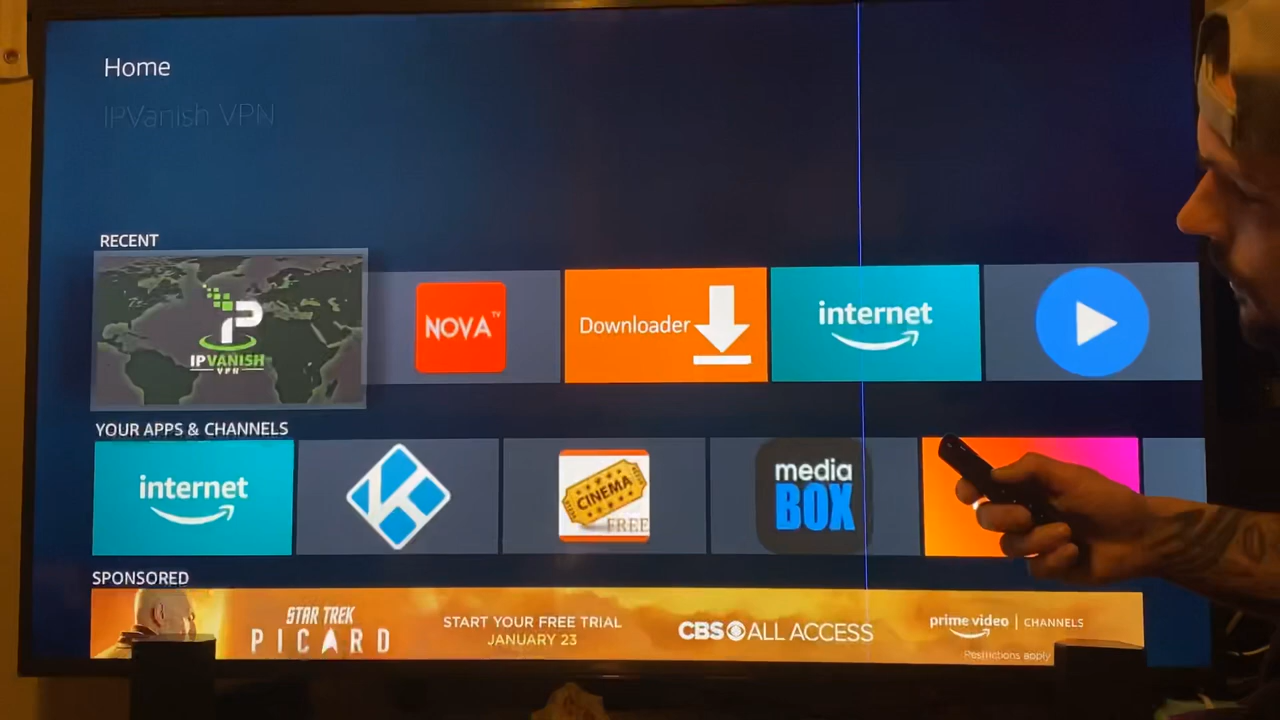 Home
IPVanish VPN
RECENT
IPVANISH
VPN
NOVA TV
Downloader
internet
YOUR APPS & CHANNELS
internet
CINEMA
FREE
media
BOX
SPONSORED
STAR TREK
PICARD
START YOUR FREE TRIAL
JANUARY 23
CBS ALL ACCESS
prime video | CHANNELS
Restrictions apply